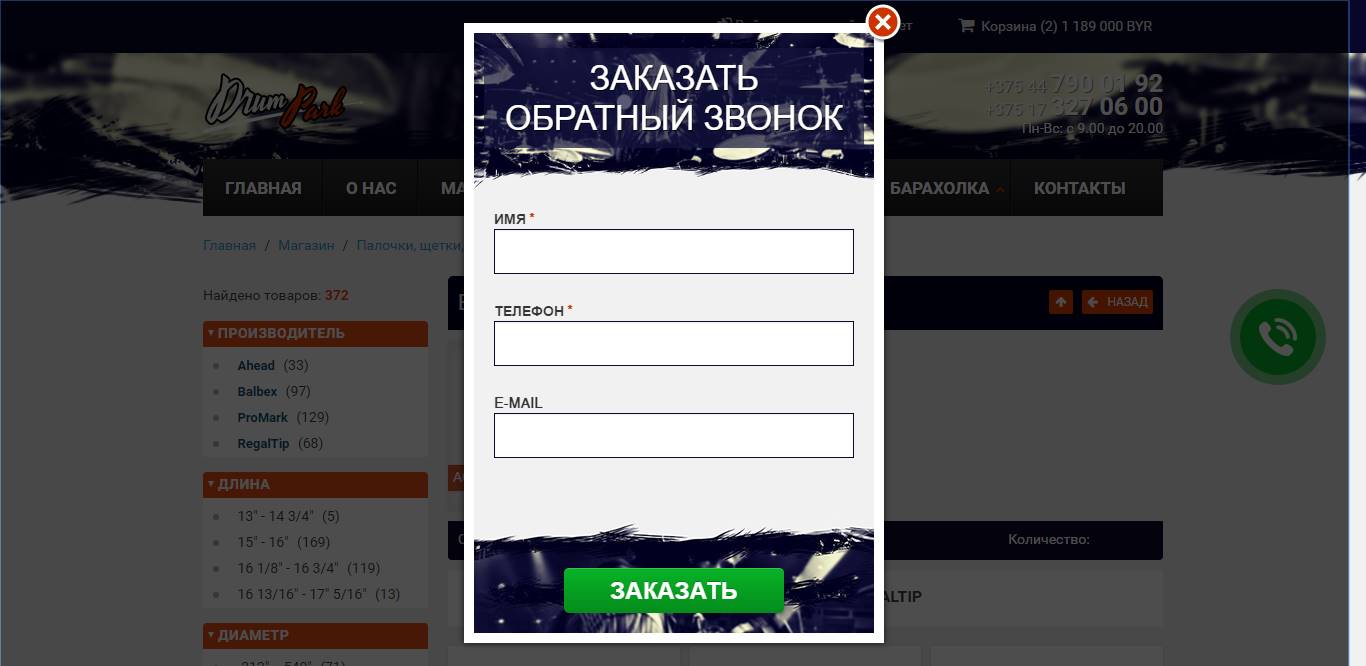 Корзина (2) 1 189 000 BYR
Drum Park
+375 44 790 01 92
+375 17 327 06 00
Пн-Вс: с 9.00 до 20.00
ЗАКАЗАТЬ
ОБРАТНЫЙ ЗВОНОК
ГЛАВНАЯ О НАС МА БАРАХОЛКА КОНТАКТЫ
Главная / Магазин / Палочки, щетки,
Найдено товаров: 372
НАЗАД
ПРОИЗВОДИТЕЛЬ
Ahead (33)
Balbex (97)
ProMark (129)
RegalTip (68)
ДЛИНА
13" - 14 3/4" (5)
15" - 16" (169)
16 1/8" - 16 3/4" (119)
16 13/16" - 17" 5/16" (13)
ДИАМЕТР
ИМЯ *
ТЕЛЕФОН *
E-MAIL
Количество:
ALTIP
ЗАКАЗАТЬ